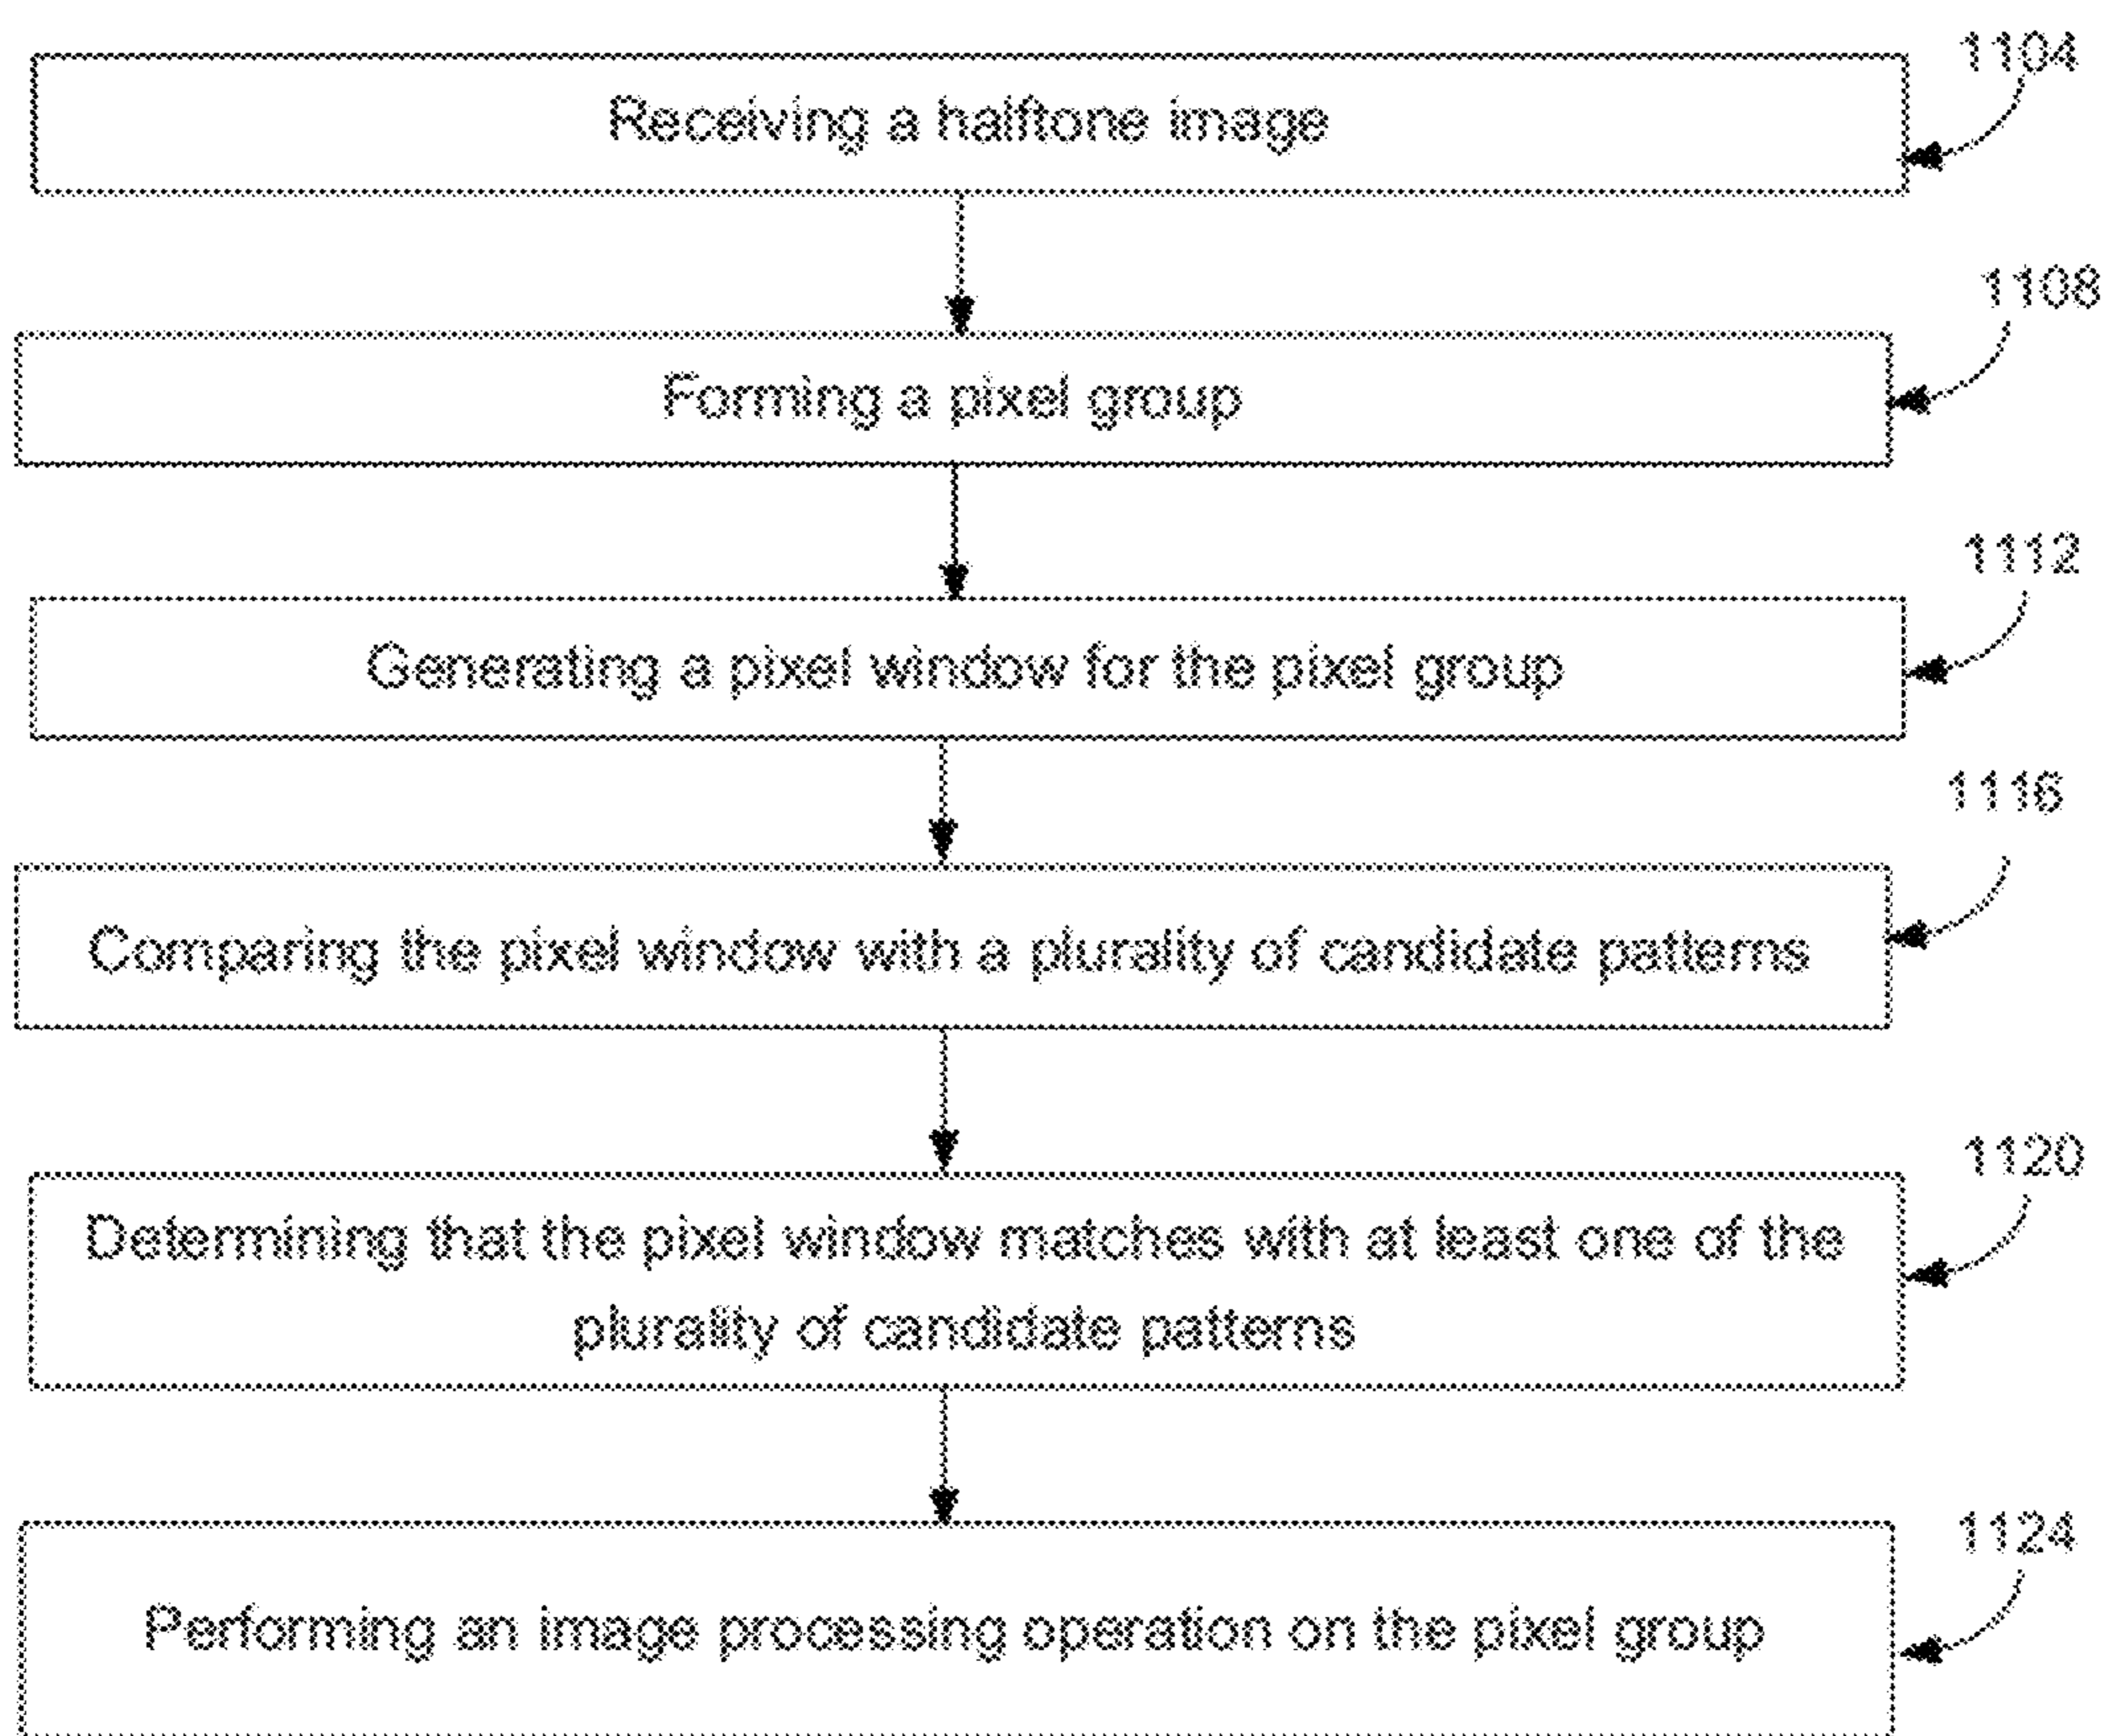 1104
Receiving a halftone image
1108
Forming a pixel group
1112
Generating a pixel window for the pixel group
1116
Comparing the pixel window with a plurality of candidate patterns
1120
Determining that the pixel window matches with at least one of the
plurality of candidate patterns
1124
Performing an image processing operation on the pixel group